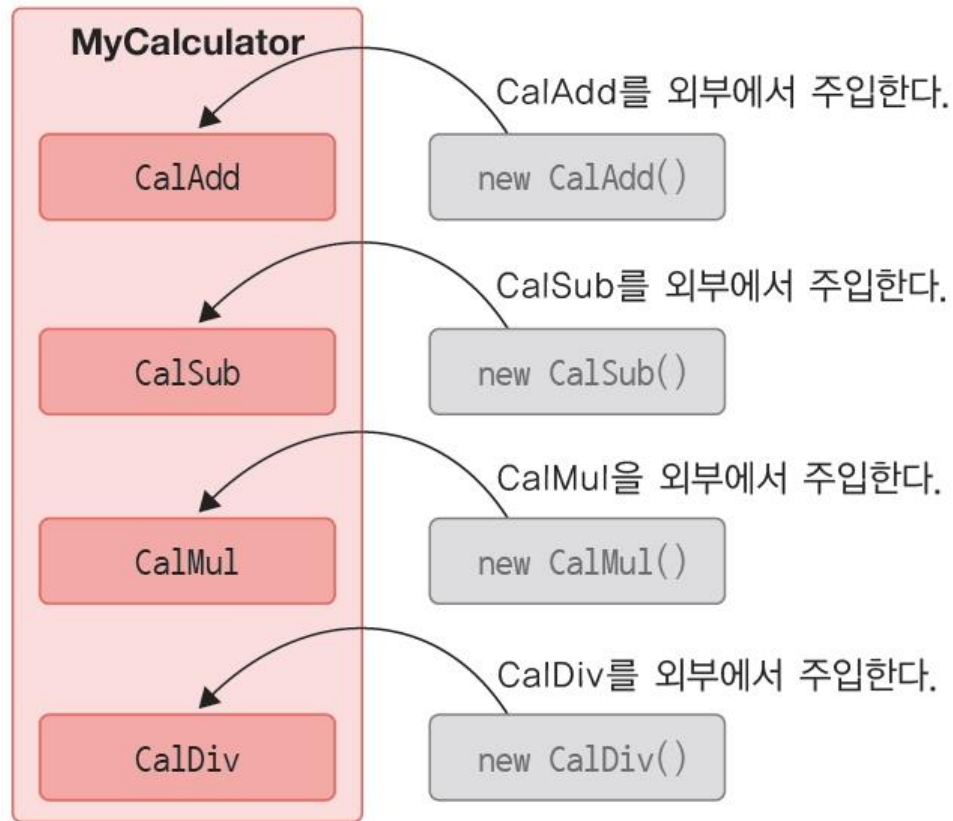 MyCalculator
CalAdd를 외부에서 주입한다.
CalAdd
new CalAdd()
CalSub를 외부에서 주입한다.
CalSub
new CalSub()
CalMul을 외부에서 주입한다.
CalMul
new CalMul()
CalDiv를 외부에서 주입한다.
CalDiv
new CalDiv()